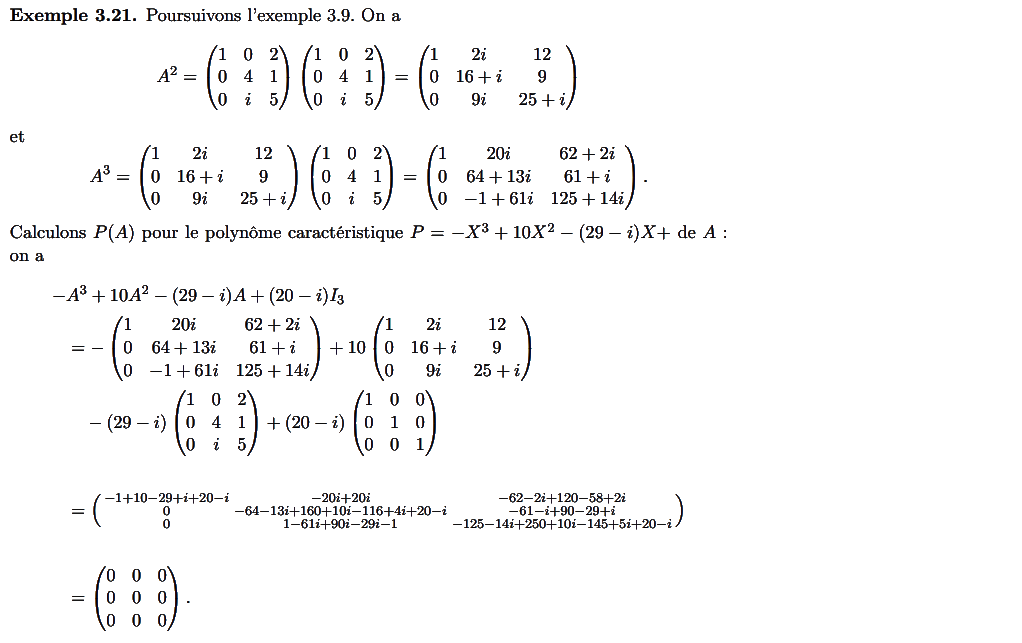 Exemple 3.21. Poursuivons l'exemple 3.9. On a
$A^2 = \begin{pmatrix} 1 & 0 & 2 \\ 0 & 4 & 1 \\ 0 & i & 5 \end{pmatrix} \begin{pmatrix} 1 & 0 & 2 \\ 0 & 4 & 1 \\ 0 & i & 5 \end{pmatrix} = \begin{pmatrix} 1 & 2i & 12 \\ 0 & 16+i & 9 \\ 0 & 9i & 25+i \end{pmatrix}$
et
$A^3 = \begin{pmatrix} 1 & 2i & 12 \\ 0 & 16+i & 9 \\ 0 & 9i & 25+i \end{pmatrix} \begin{pmatrix} 1 & 0 & 2 \\ 0 & 4 & 1 \\ 0 & i & 5 \end{pmatrix} = \begin{pmatrix} 1 & 20i & 62+2i \\ 0 & 64+13i & 61+i \\ 0 & -1+61i & 125+14i \end{pmatrix}.$
Calculons $P(A)$ pour le polynôme caractéristique $P = -X^3 + 10X^2 - (29-i)X+$ de $A$ :
on a
$-A^3 + 10A^2 - (29-i)A + (20-i)I_3$
$= - \begin{pmatrix} 1 & 20i & 62+2i \\ 0 & 64+13i & 61+i \\ 0 & -1+61i & 125+14i \end{pmatrix} + 10 \begin{pmatrix} 1 & 2i & 12 \\ 0 & 16+i & 9 \\ 0 & 9i & 25+i \end{pmatrix}$
$- (29-i) \begin{pmatrix} 1 & 0 & 2 \\ 0 & 4 & 1 \\ 0 & i & 5 \end{pmatrix} + (20-i) \begin{pmatrix} 1 & 0 & 0 \\ 0 & 1 & 0 \\ 0 & 0 & 1 \end{pmatrix}$
$= \begin{pmatrix} -1+10-29+i+20-i & -20i+20i & -62-2i+120-58+2i \\ 0 & -64-13i+160+10i-116+4i+20-i & -61-i+90-29+i \\ 0 & 1-61i+90i-29i-1 & -125-14i+250+10i-145+5i+20-i \end{pmatrix}$
$= \begin{pmatrix} 0 & 0 & 0 \\ 0 & 0 & 0 \\ 0 & 0 & 0 \end{pmatrix}.$